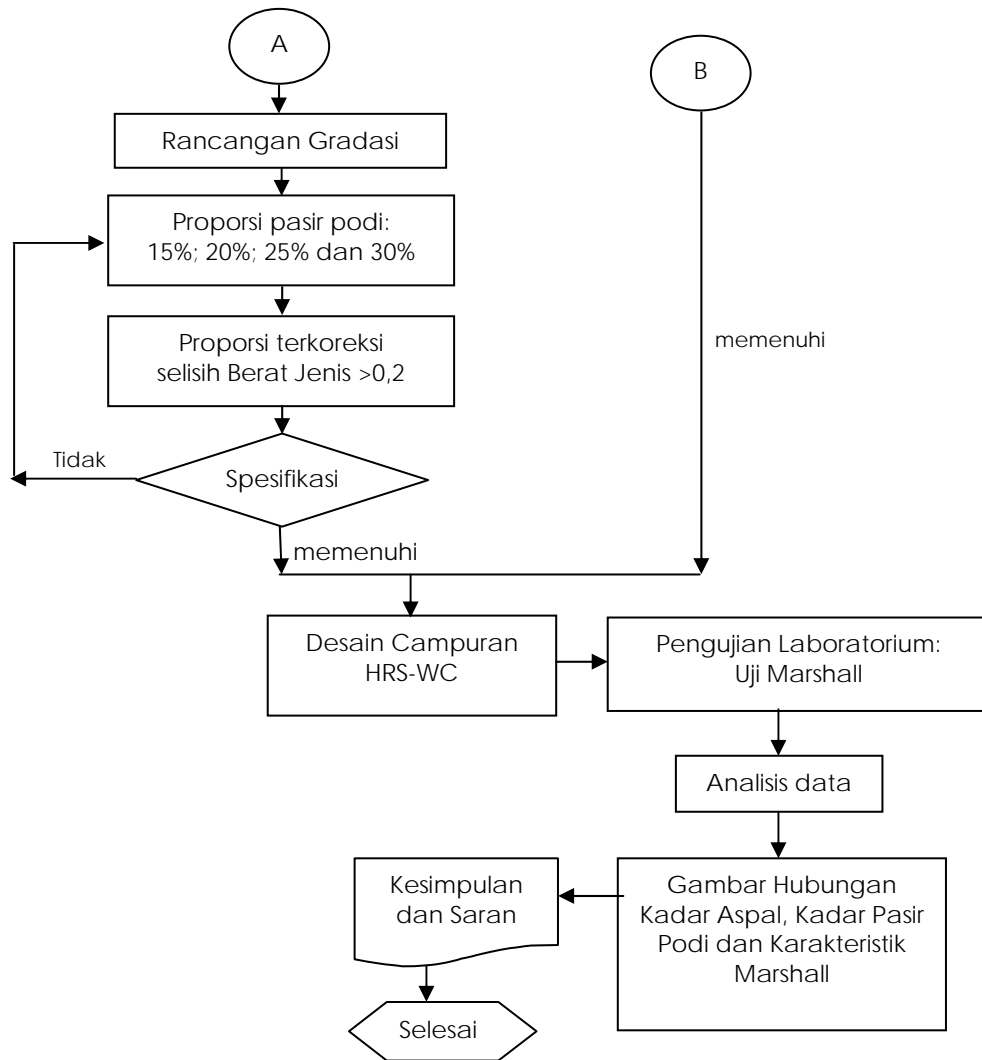 A
B
Rancangan Gradasi
Proporsi pasir podi:
15%; 20%; 25% dan 30%
memenuhi
Proporsi terkoreksi
selisih Berat Jenis >0,2
Tidak
Spesifikasi
memenuhi
Desain Campuran
HRS-WC
Pengujian Laboratorium:
Uji Marshall
Analisis data
Gambar Hubungan
Kadar Aspal, Kadar Pasir
Podi dan Karakteristik
Marshall
Kesimpulan
dan Saran
Selesai